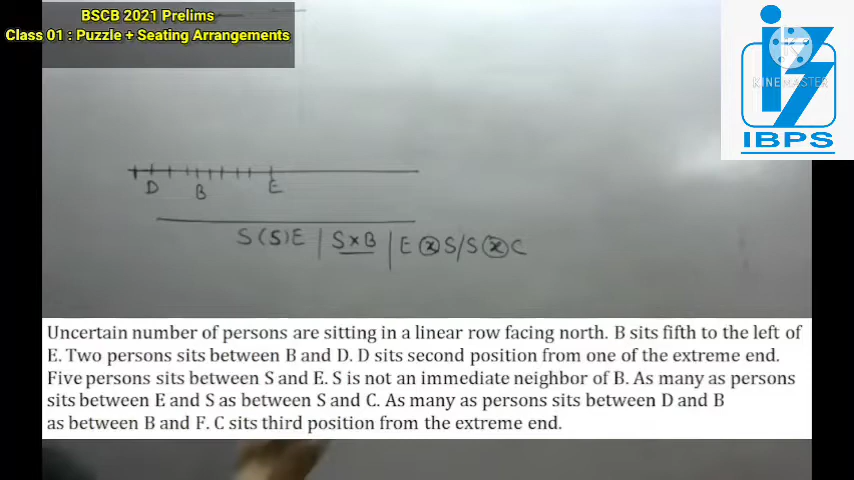 BSCB 2021 Prelims
Class 01 : Puzzle + Seating Arrangements
KINEMASTER
IBPS
D B E
S (S) E | S × B | E ⓧ S / S ⓧ C
Uncertain number of persons are sitting in a linear row facing north. B sits fifth to the left of
E. Two persons sits between B and D. D sits second position from one of the extreme end.
Five persons sits between S and E. S is not an immediate neighbor of B. As many as persons
sits between E and S as between S and C. As many as persons sits between D and B
as between B and F. C sits third position from the extreme end.